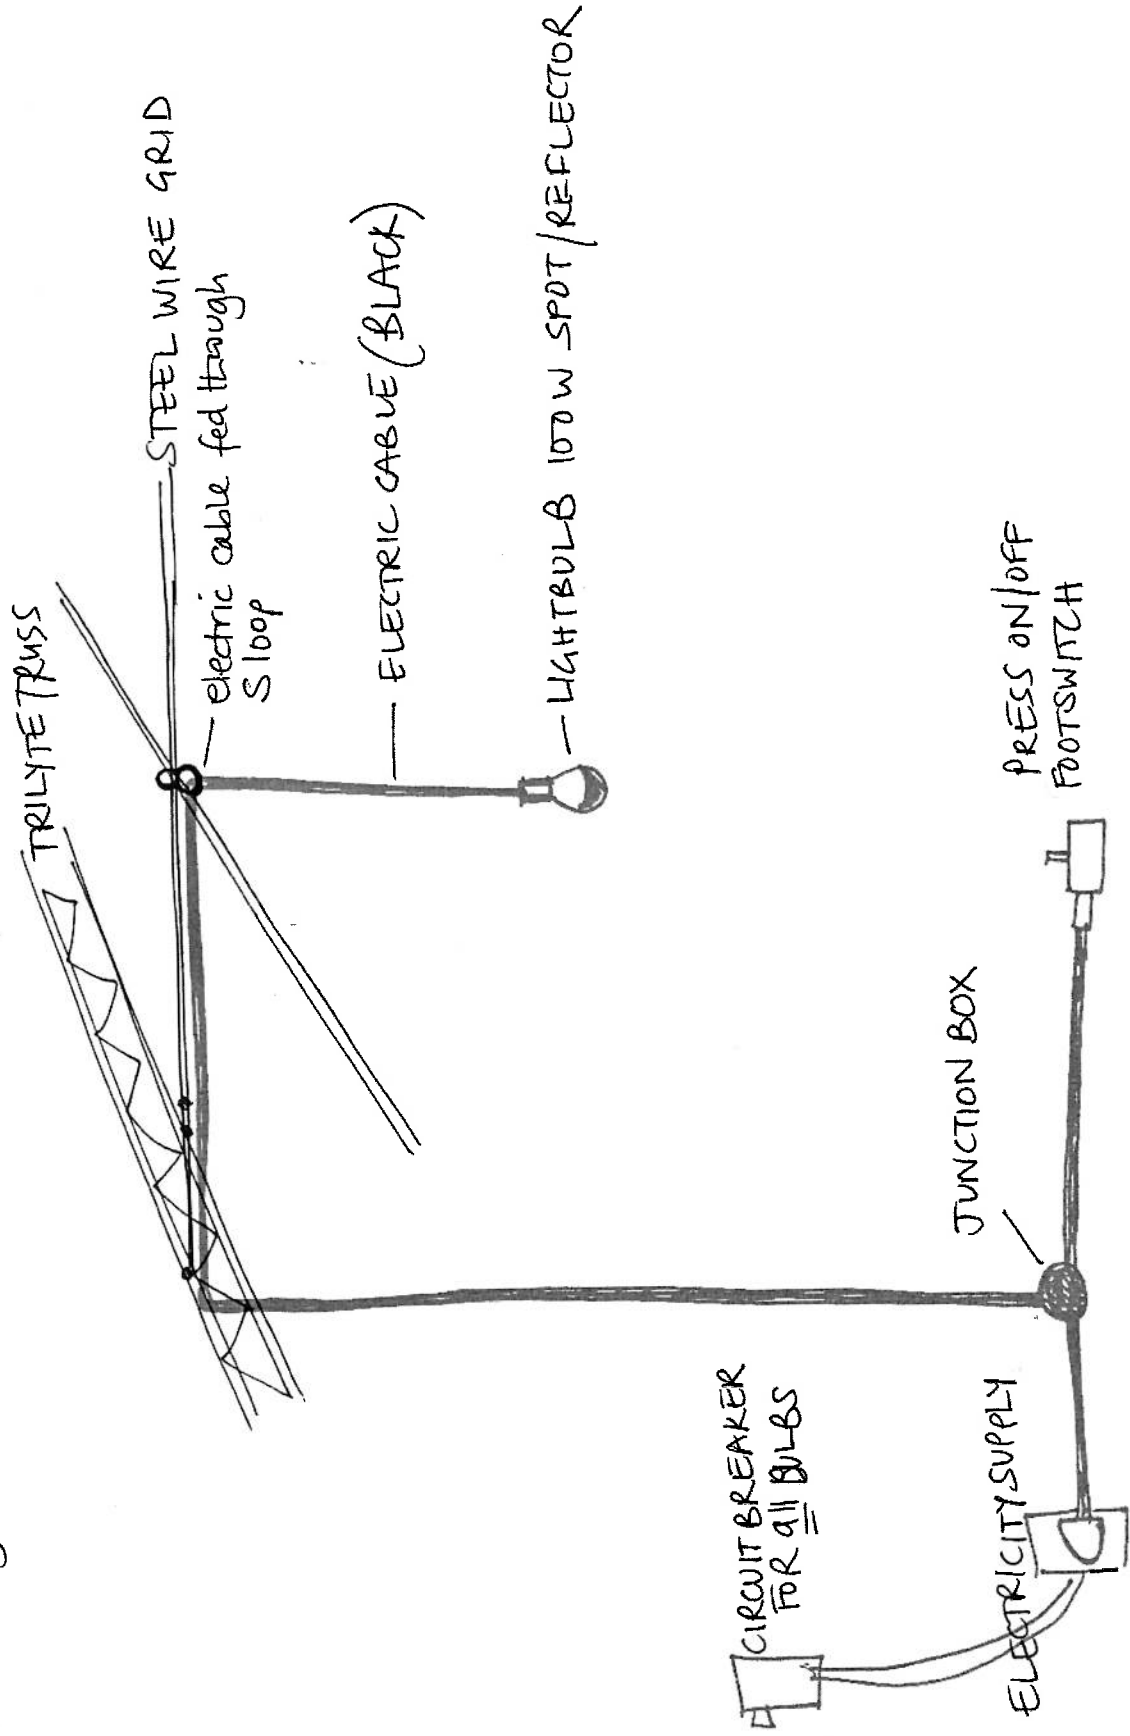 TRILYTE TRUSS
STEEL WIRE GRID
electric cable fed through
S loop
ELECTRIC CABLE (BLACK)
LIGHTBULB 100W SPOT/REFLECTOR
PRESS ON/OFF
FOOTSWITCH
JUNCTION BOX
CIRCUIT BREAKER
FOR all BULBS
ELECTRICITY SUPPLY